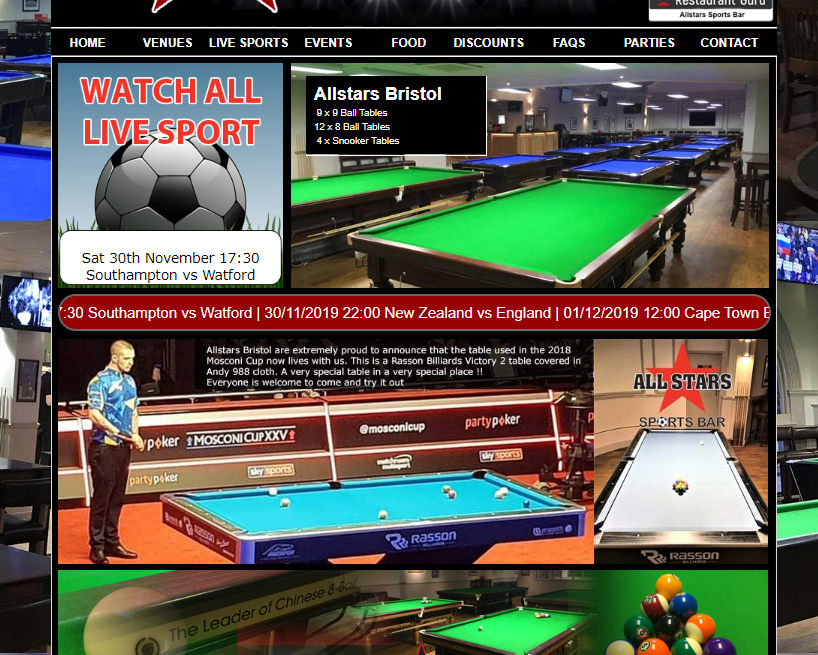 Restaurant Guru
Allstars Sports Bar
HOME VENUES LIVE SPORTS EVENTS FOOD DISCOUNTS FAQS PARTIES CONTACT
WATCH ALL
LIVE SPORT
Sat 30th November 17:30
Southampton vs Watford
Allstars Bristol
9 x 9 Ball Tables
12 x 8 Ball Tables
4 x Snooker Tables
:30 Southampton vs Watford | 30/11/2019 22:00 New Zealand vs England | 01/12/2019 12:00 Cape Town
Allstars Bristol are extremely proud to announce that the table used in the 2018
Mosconi Cup now lives with us. This is a Rasson Billiards Victory 2 table covered in
Andy 988 cloth. A very special table in a very special place !!
Everyone is welcome to come and try it out
partypoker
@mosconicup
typoker
MOSCONI CUP XXV
partypoker
sky sports
matchroom
multisport
sky sports
RASSON
RASSON
ALL STARS
SPORTS BAR
RASSON
The Leader of Chinese 8-Ball